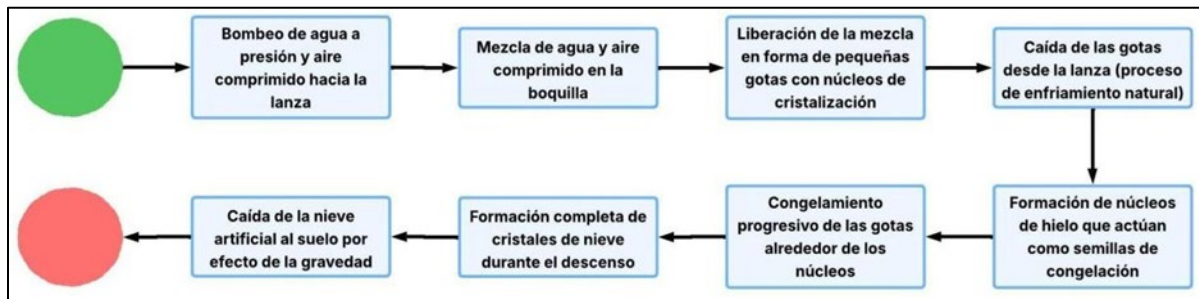 Bombeo de agua a
presión y aire
comprimido hacia la
lanza
Mezcla de agua y aire
comprimido en la
boquilla
Liberación de la mezcla
en forma de pequeñas
gotas con núcleos de
cristalización
Caída de las gotas
desde la lanza (proceso
de enfriamiento natural)
Formación de núcleos
de hielo que actúan
como semillas de
congelación
Congelamiento
progresivo de las gotas
alrededor de los
núcleos
Formación completa de
cristales de nieve
durante el descenso
Caída de la nieve
artificial al suelo por
efecto de la gravedad